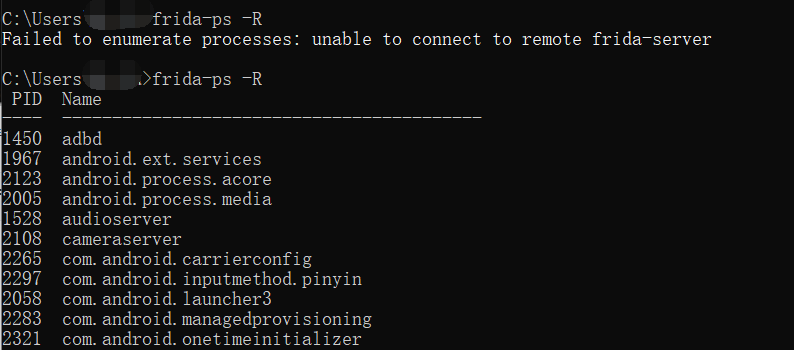 C:\Users frida-ps -R
Failed to enumerate processes: unable to connect to remote frida-server
C:\Users >frida-ps -R
PID Name
---- ------------------------------------------
1450 adbd
1967 android.ext.services
2123 android.process.acore
2005 android.process.media
1528 audioserver
2108 cameraserver
2265 com.android.carrierconfig
2297 com.android.inputmethod.pinyin
2058 com.android.launcher3
2283 com.android.managedprovisioning
2321 com.android.onetimeinitializer